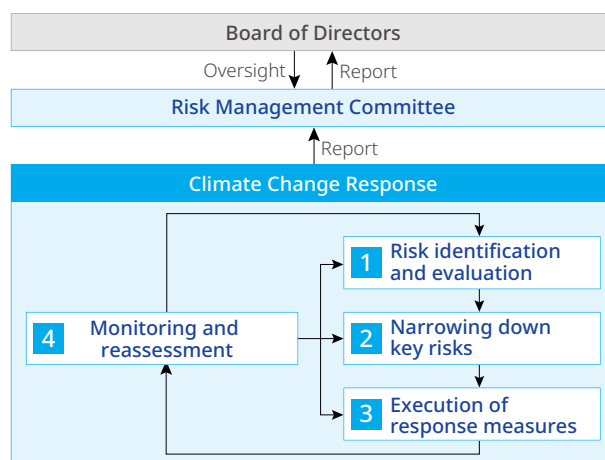 Board of Directors
Oversight
Report
Risk Management Committee
Report
Climate Change Response
1
Risk identification
and evaluation
4
Monitoring and
reassessment
2
Narrowing down
key risks
3
Execution of
response measures